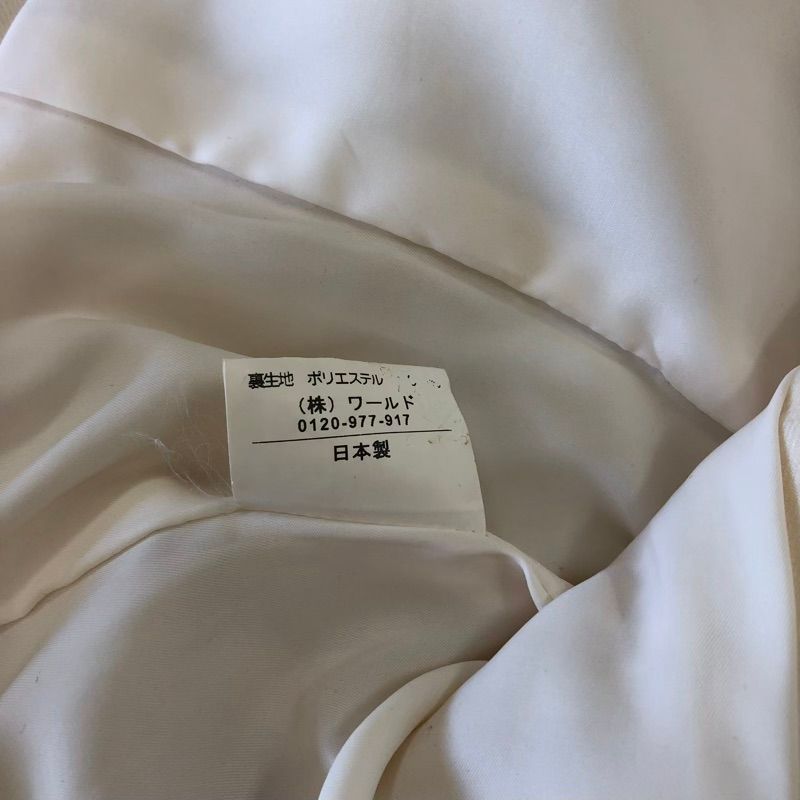 裏生地 ポリエステル
(株) ワールド
0120-977-917
日本製